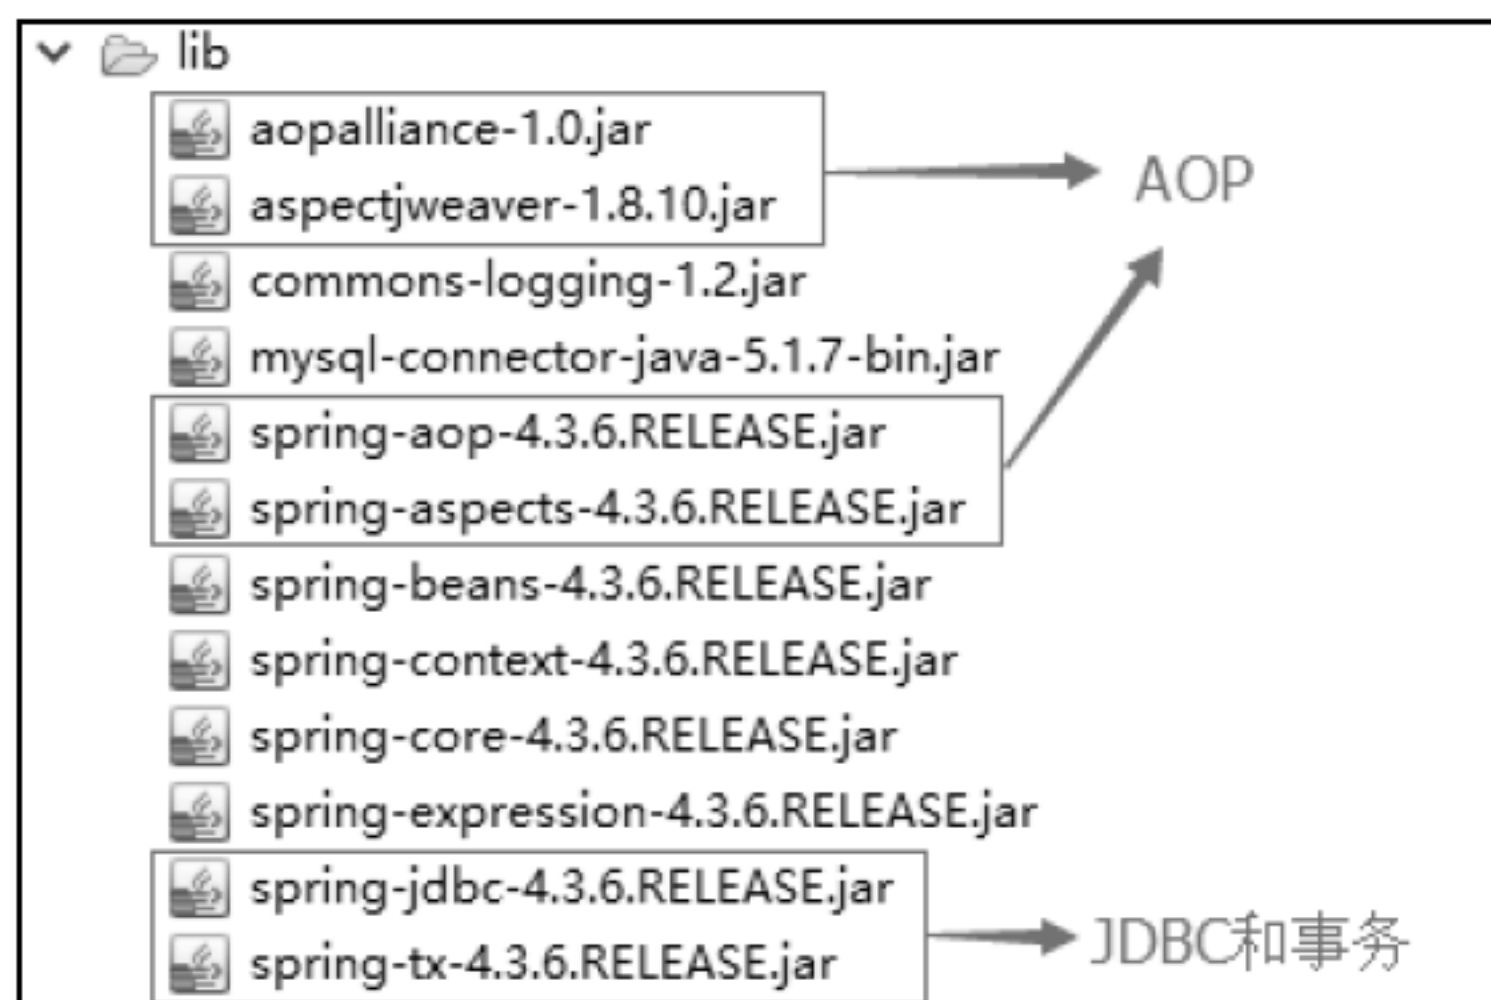 lib
aopalliance-1.0.jar
aspectjweaver-1.8.10.jar
AOP
commons-logging-1.2.jar
mysql-connector-java-5.1.7-bin.jar
spring-aop-4.3.6.RELEASE.jar
spring-aspects-4.3.6.RELEASE.jar
spring-beans-4.3.6.RELEASE.jar
spring-context-4.3.6.RELEASE.jar
spring-core-4.3.6.RELEASE.jar
spring-expression-4.3.6.RELEASE.jar
spring-jdbc-4.3.6.RELEASE.jar
spring-tx-4.3.6.RELEASE.jar
JDBC和事务